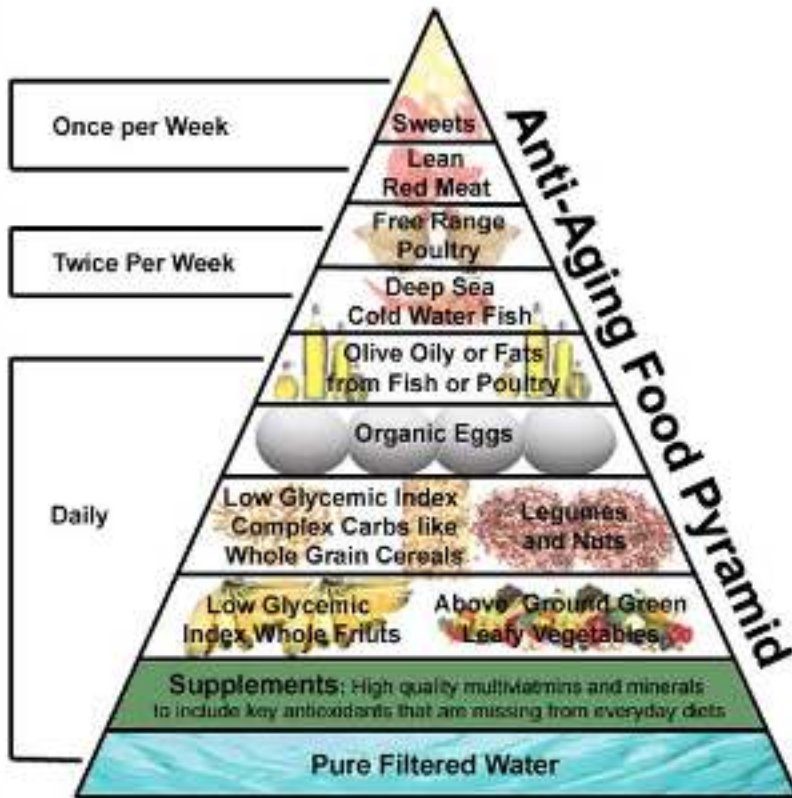 Anti-Aging Food Pyramid
Once per Week
Sweets
Lean
Red Meat
Twice Per Week
Free Range
Poultry
Deep Sea
Cold Water Fish
Daily
Olive Oily or Fats
from Fish or Poultry
Organic Eggs
Low Glycemic Index
Complex Carbs like
Whole Grain Cereals
Legumes
and Nuts
Low Glycemic
Index Whole Friuts
Above Ground Green
Leafy Vegetables
Supplements: High quality multiviatmins and minerals
to include key antioxidants that are missing from everyday diets
Pure Filtered Water